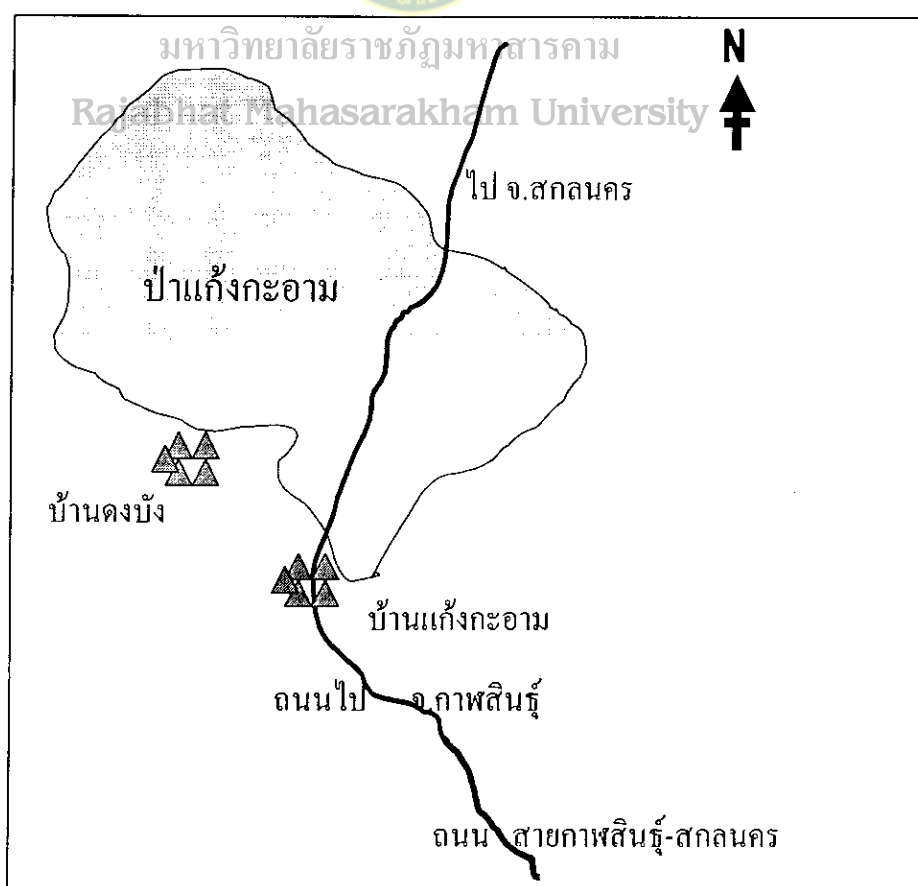 มหาวิทยาลัยราชภัฏมหาสารคาม
N
Rajabhat Mahasarakham University
ไป จ.สกลนคร
ป่าแก้งกะอาม
บ้านดงบัง
บ้านแก้งกะอาม
ถนนไป จ.กาฬสินธุ์
ถนน สายกาฬสินธุ์-สกลนคร